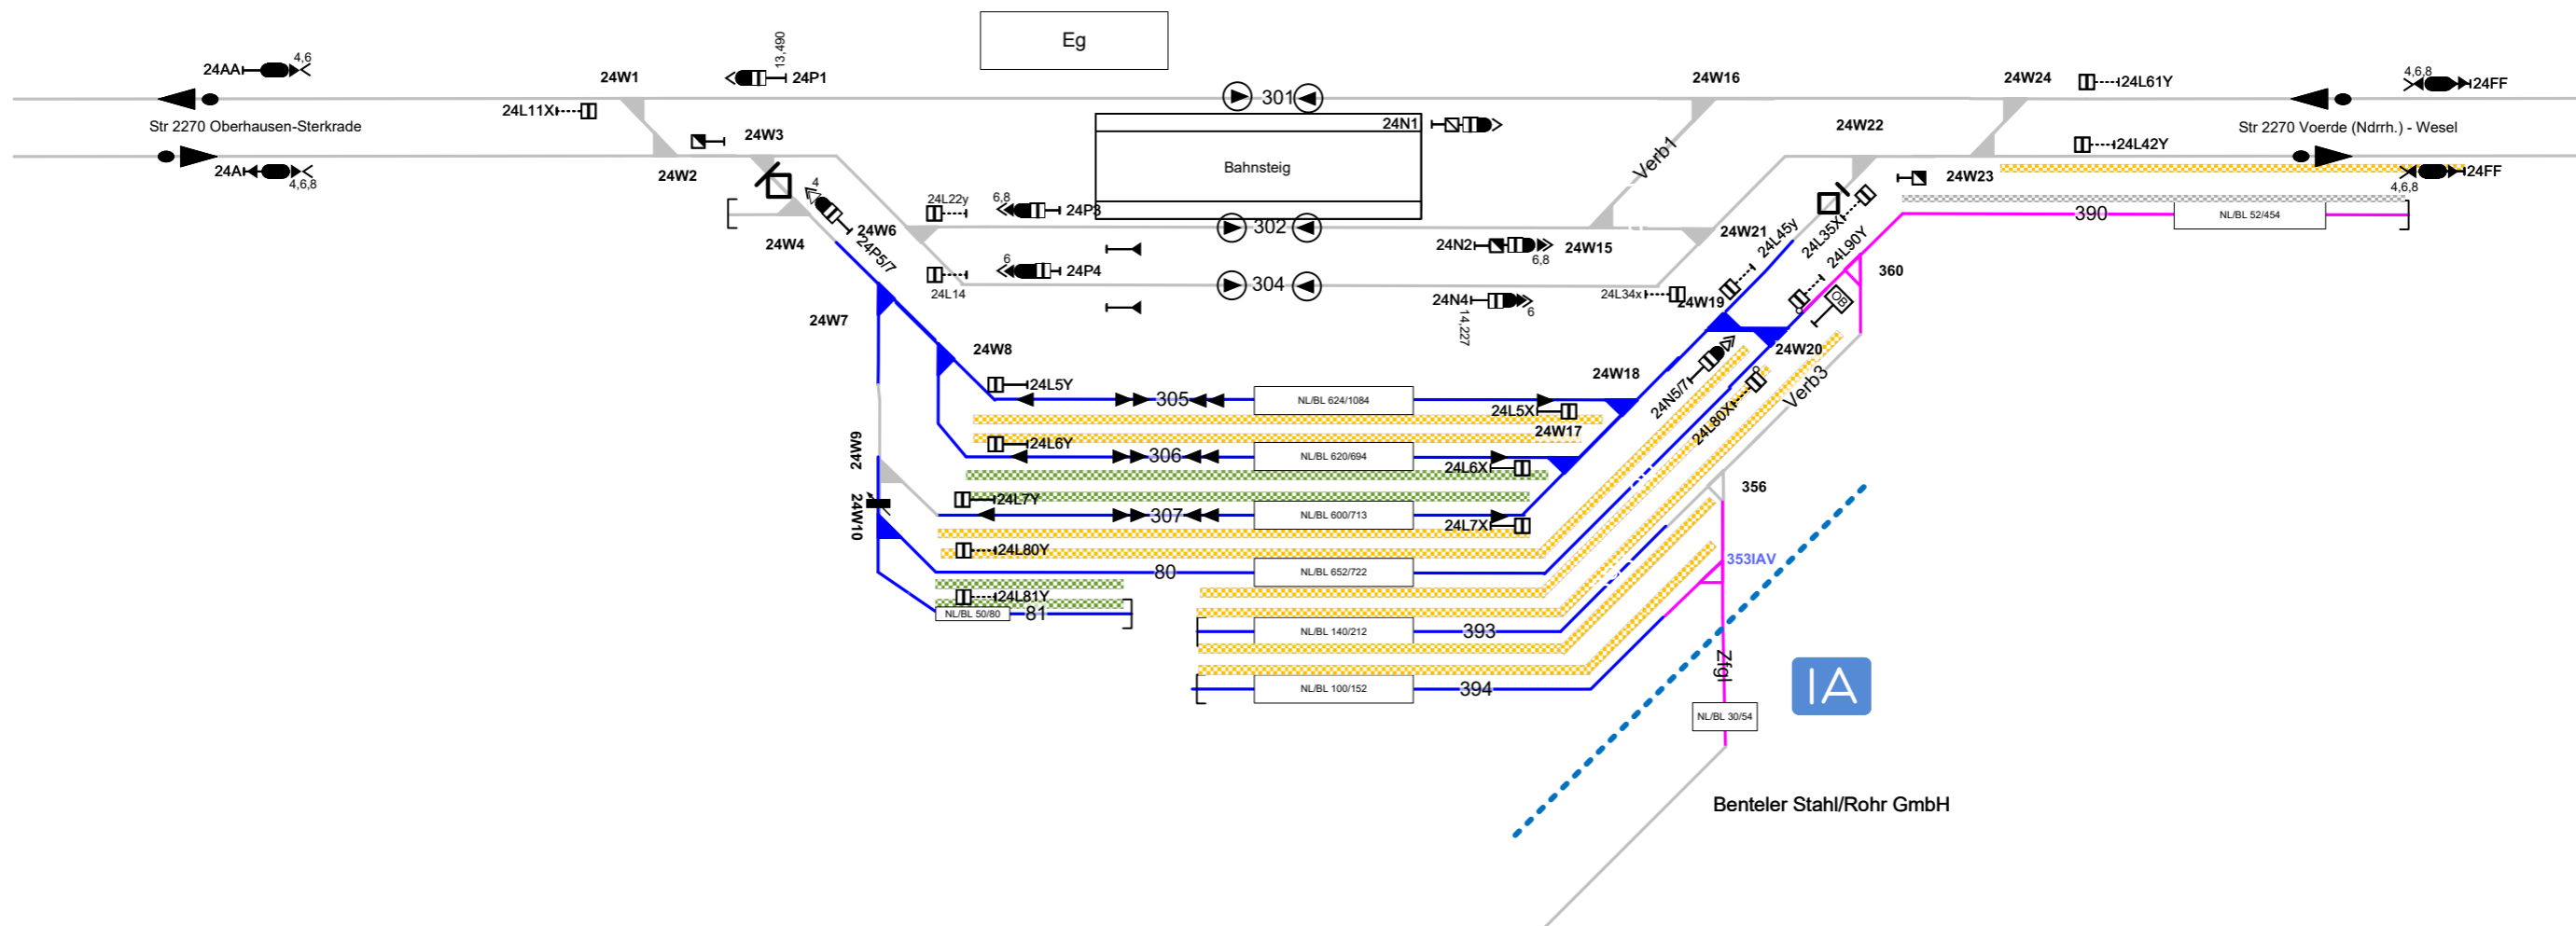 Eg
4,6
24AA
13,490
24P1
24W1
24W16
24W24
24L61Y
4,6,8
24FF
24L11X
301
24N1
Str 2270 Oberhausen-Sterkrade
24W3
24W22
Str 2270 Voerde (Ndrrh.) - Wesel
24L42Y
Verb1
Bahnsteig
24A
4,6,8
24W2
4
24W23
24FF
4,6,8
24L22y
6,8
24P3
24W4
24W6
24P5/7
302
24N2
6,8
24W15
24W21
24L45y
24L35X
24L90Y
390
NL/BL 52/454
6
24P4
24L14
304
24N4
6
14,227
24L34x
24W19
360
OB
24W7
24W8
24W20
24W18
24N5/7
24L80X
Verb3
24L5Y
305
NL/BL 624/1084
24L5X
24W17
24W9
24L6Y
306
NL/BL 620/694
24L6X
24W10
24L7Y
307
NL/BL 600/713
24L7X
356
24L80Y
353IAV
80
NL/BL 652/722
24L81Y
NL/BL 50/80
81
NL/BL 140/212
393
Zfgl
NL/BL 100/152
394
IA
NL/BL 30/54
Benteler Stahl/Rohr GmbH